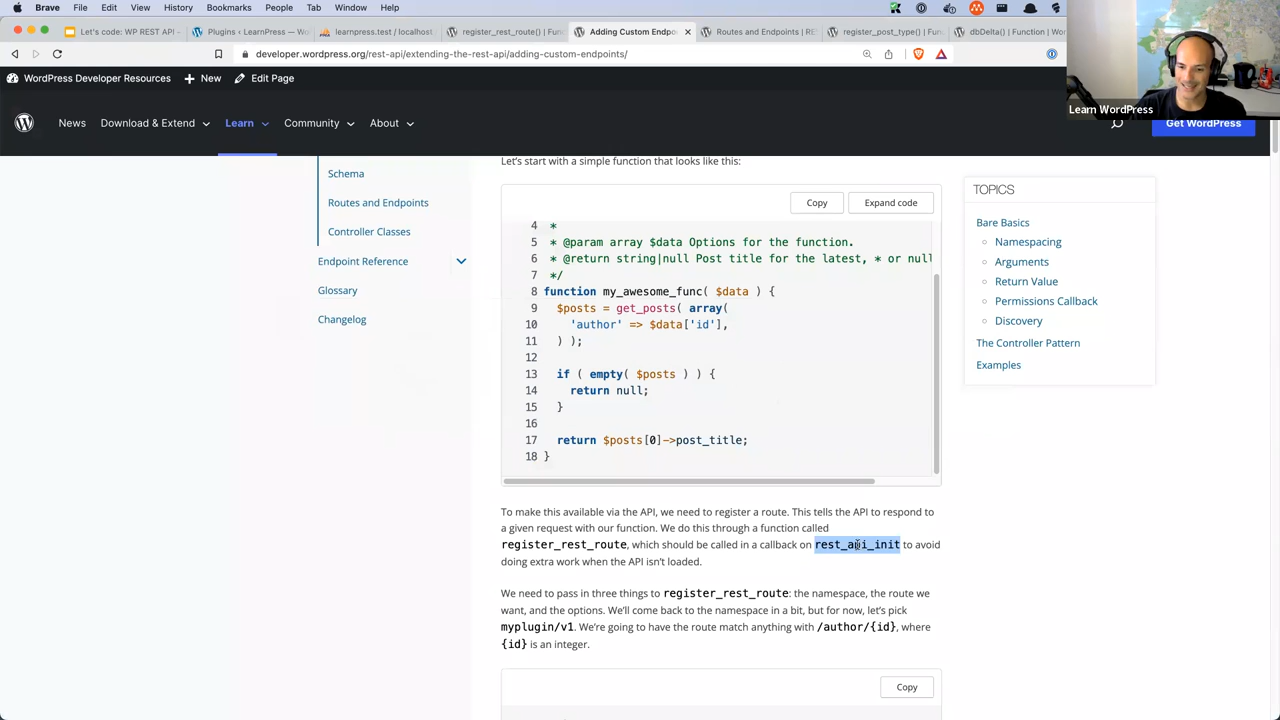 Brave File Edit View History Bookmarks People Tab Window Help
Let's code: WP REST API –
Plugins ‹ LearnPress — Wor
learnpress.test / localhost
register_rest_route() | Fun
Adding Custom Endpo
Routes and Endpoints | RES
register_post_type() | Fun
dbDelta() | Function | Wo
developer.wordpress.org/rest-api/extending-the-rest-api/adding-custom-endpoints/
WordPress Developer Resources
New
Edit Page
Learn WordPress
News
Download & Extend
Learn
Community
About
Get WordPress
Schema
Routes and Endpoints
Controller Classes
Endpoint Reference
Glossary
Changelog
Let's start with a simple function that looks like this:
Copy
Expand code
4 *
5 * @param array $data Options for the function.
6 * @return string|null Post title for the latest, * or null
7 */
8 function my_awesome_func( $data ) {
9 $posts = get_posts( array(
10 'author' => $data['id'],
11 ) );
12
13 if ( empty( $posts ) ) {
14 return null;
15 }
16
17 return $posts[0]->post_title;
18 }
To make this available via the API, we need to register a route. This tells the API to respond to
a given request with our function. We do this through a function called
register_rest_route, which should be called in a callback on rest_api_init to avoid
doing extra work when the API isn't loaded.
We need to pass in three things to register_rest_route: the namespace, the route we
want, and the options. We'll come back to the namespace in a bit, but for now, let's pick
myplugin/v1. We're going to have the route match anything with /author/{id}, where
{id} is an integer.
Copy
TOPICS
Bare Basics
Namespacing
Arguments
Return Value
Permissions Callback
Discovery
The Controller Pattern
Examples